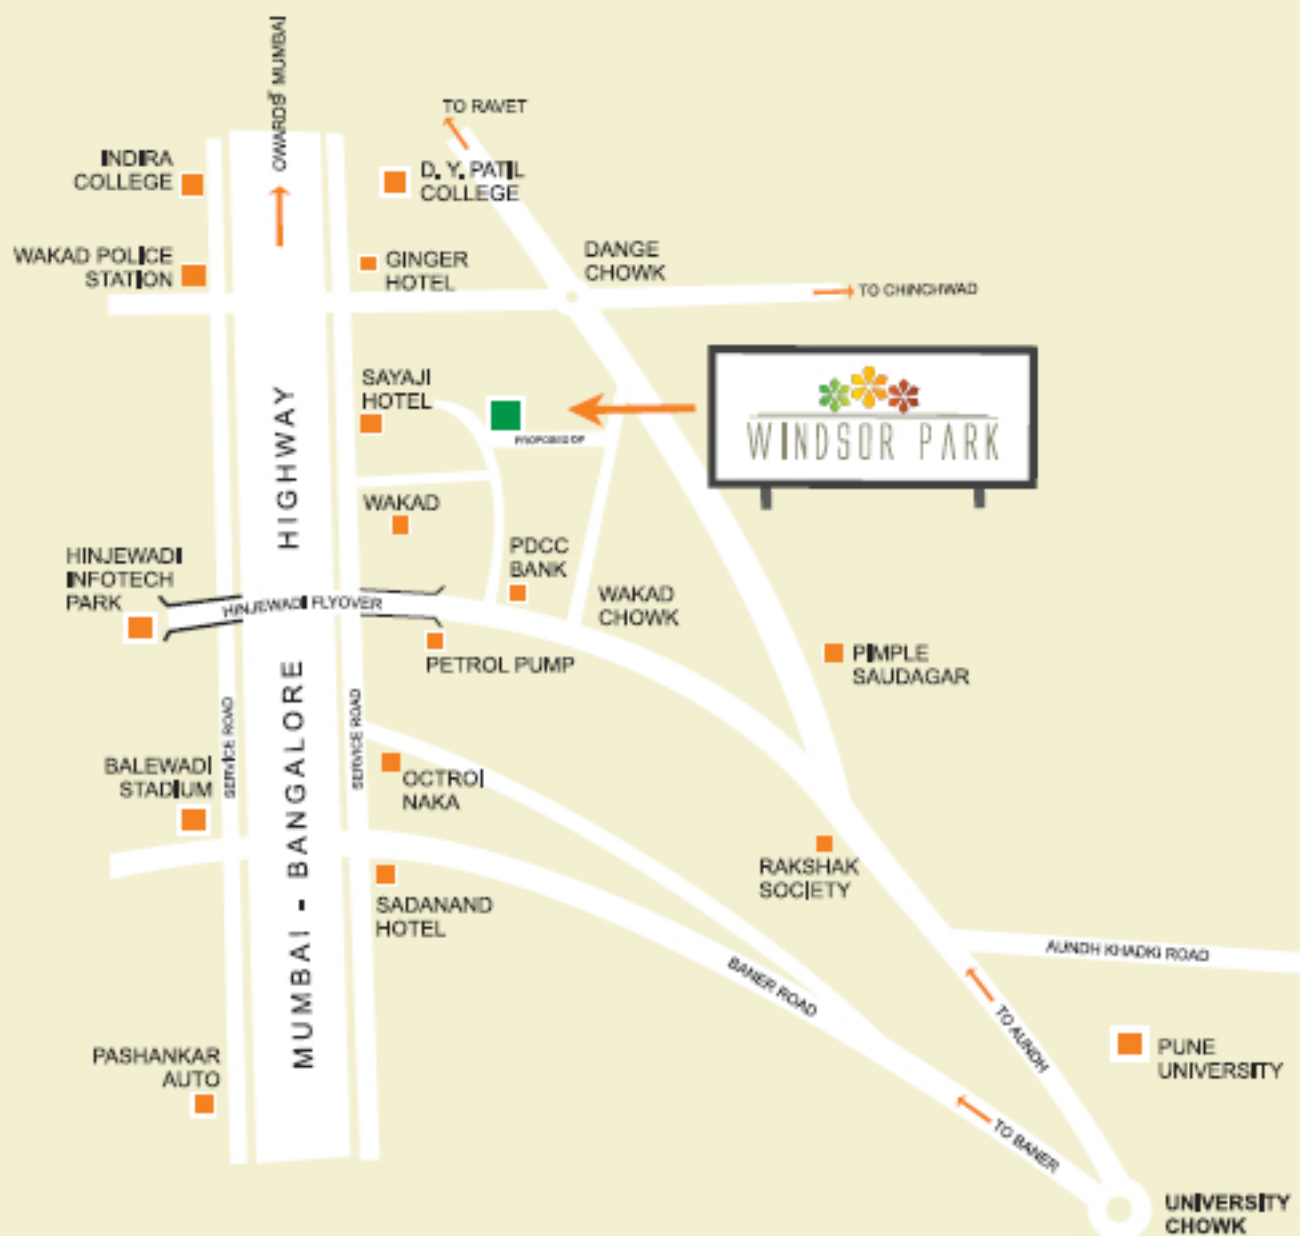 OWARDS MUMBAI
TO RAVET
INDIRA
COLLEGE
D. Y. PATIL
COLLEGE
WAKAD POLICE
STATION
GINGER
HOTEL
DANGE
CHOWK
TO CHINCHWAD
SAYAJI
HOTEL
PROPOSED DP
WINDSOR PARK
WAKAD
HINJEWADI
INFOTECH
PARK
PDCC
BANK
WAKAD
CHOWK
HINJEWADI FLYOVER
PETROL PUMP
PIMPLE
SAUDAGAR
SERVICE ROAD
MUMBAI - BANGALORE HIGHWAY
SERVICE ROAD
BALEWADI
STADIUM
OCTROI
NAKA
RAKSHAK
SOCIETY
SADANAND
HOTEL
BANER ROAD
AUNDH KHADKI ROAD
TO AUNDH
PUNE
UNIVERSITY
PASHANKAR
AUTO
TO BANER
UNIVERSITY
CHOWK